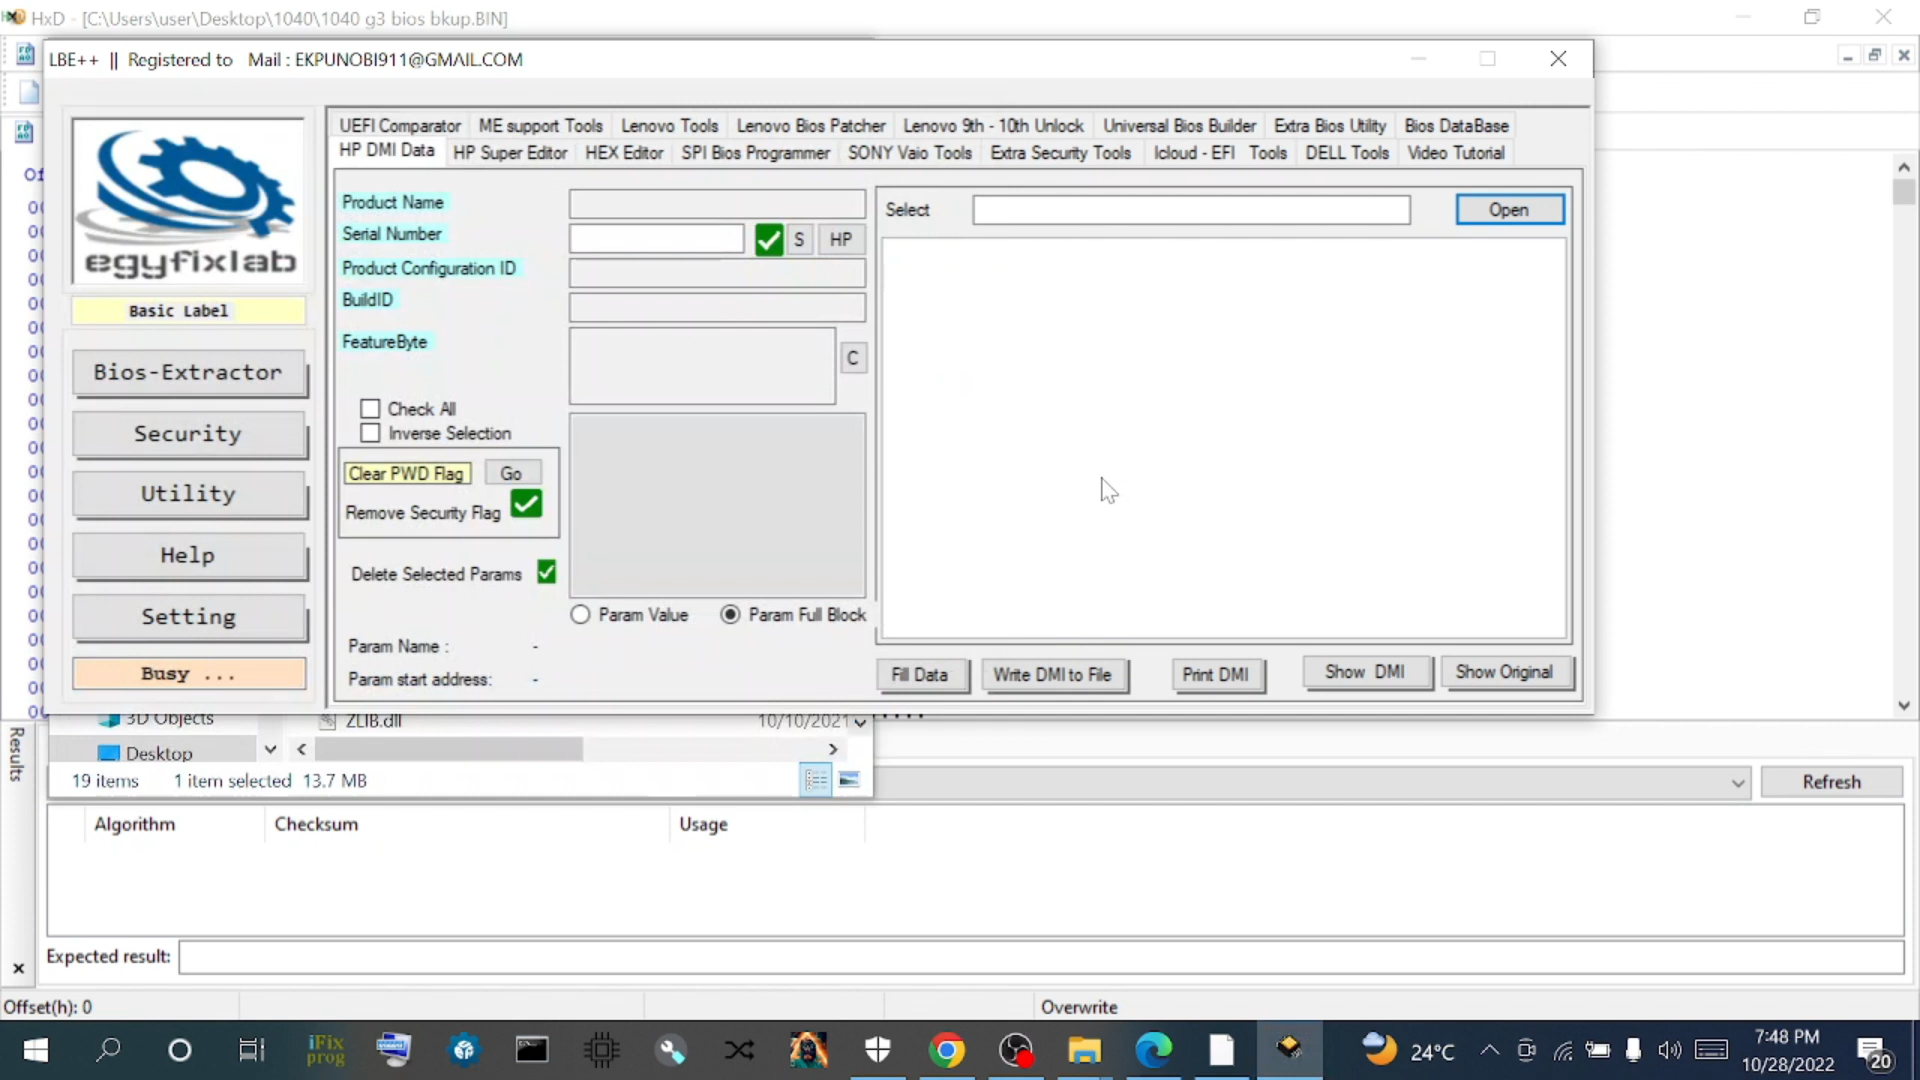 HxD - [C:\Users\user\Desktop\1040\1040 g3 bios bkup.BIN]
LBE++ || Registered to Mail : EKPUNOBI911@GMAIL.COM
egyfixlab
Basic Label
Bios-Extractor
Security
Utility
Help
Setting
Busy ...
UEFI Comparator ME support Tools Lenovo Tools Lenovo Bios Patcher Lenovo 9th - 10th Unlock Universal Bios Builder Extra Bios Utility Bios DataBase
HP DMI Data HP Super Editor HEX Editor SPI Bios Programmer SONY Vaio Tools Extra Security Tools Icloud - EFI Tools DELL Tools Video Tutorial
Product Name
Serial Number S HP
Product Configuration ID
BuildID
FeatureByte C
Check All
Inverse Selection
Clear PWD Flag Go
Remove Security Flag
Delete Selected Params
Param Value Param Full Block
Param Name : -
Param start address: -
Select Open
Fill Data Write DMI to File Print DMI Show DMI Show Original
3D Objects ZLIB.dll 10/10/2021
Desktop
19 items 1 item selected 13.7 MB
Results
Refresh
Algorithm Checksum Usage
Expected result:
Offset(h): 0 Overwrite
iFix
prog
24°C
7:48 PM
10/28/2022
20